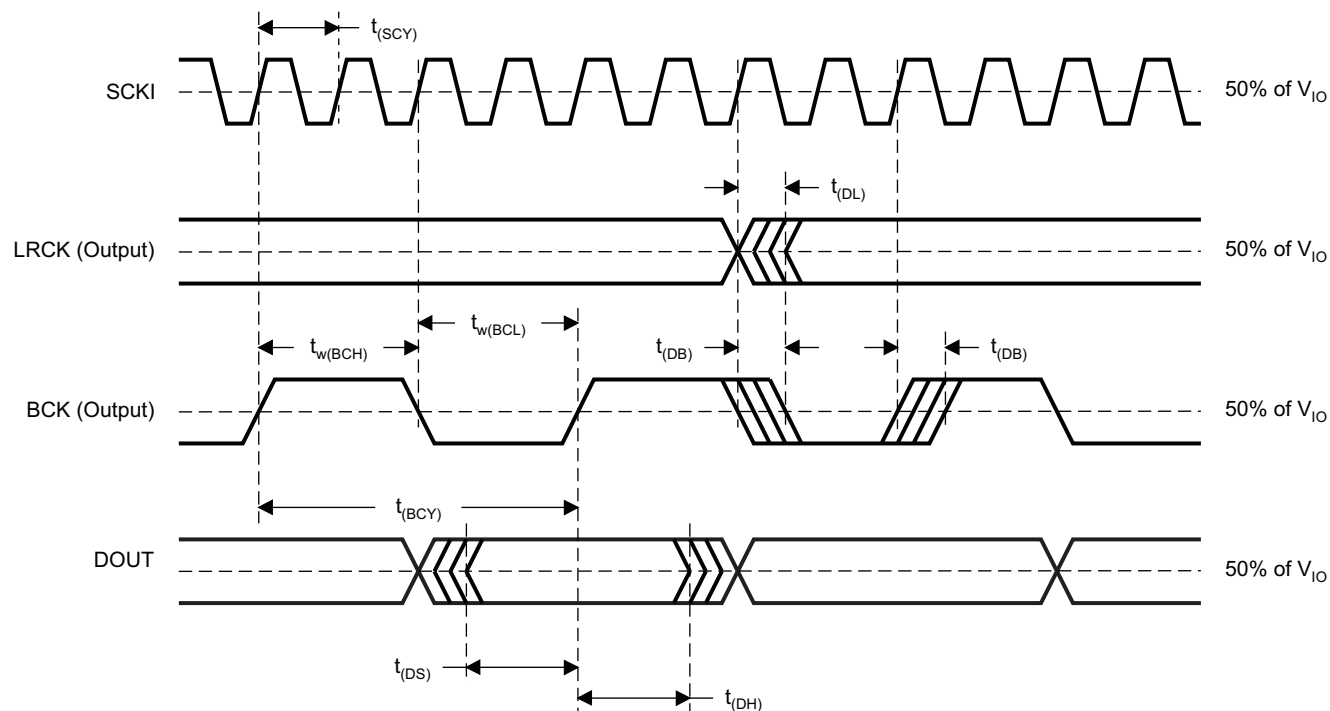 t(SCY)
SCKI
50% of VIO
t(DL)
LRCK (Output)
50% of VIO
tw(BCH)
tw(BCL)
t(DB)
t(DB)
BCK (Output)
50% of VIO
t(BCY)
DOUT
50% of VIO
t(DS)
t(DH)